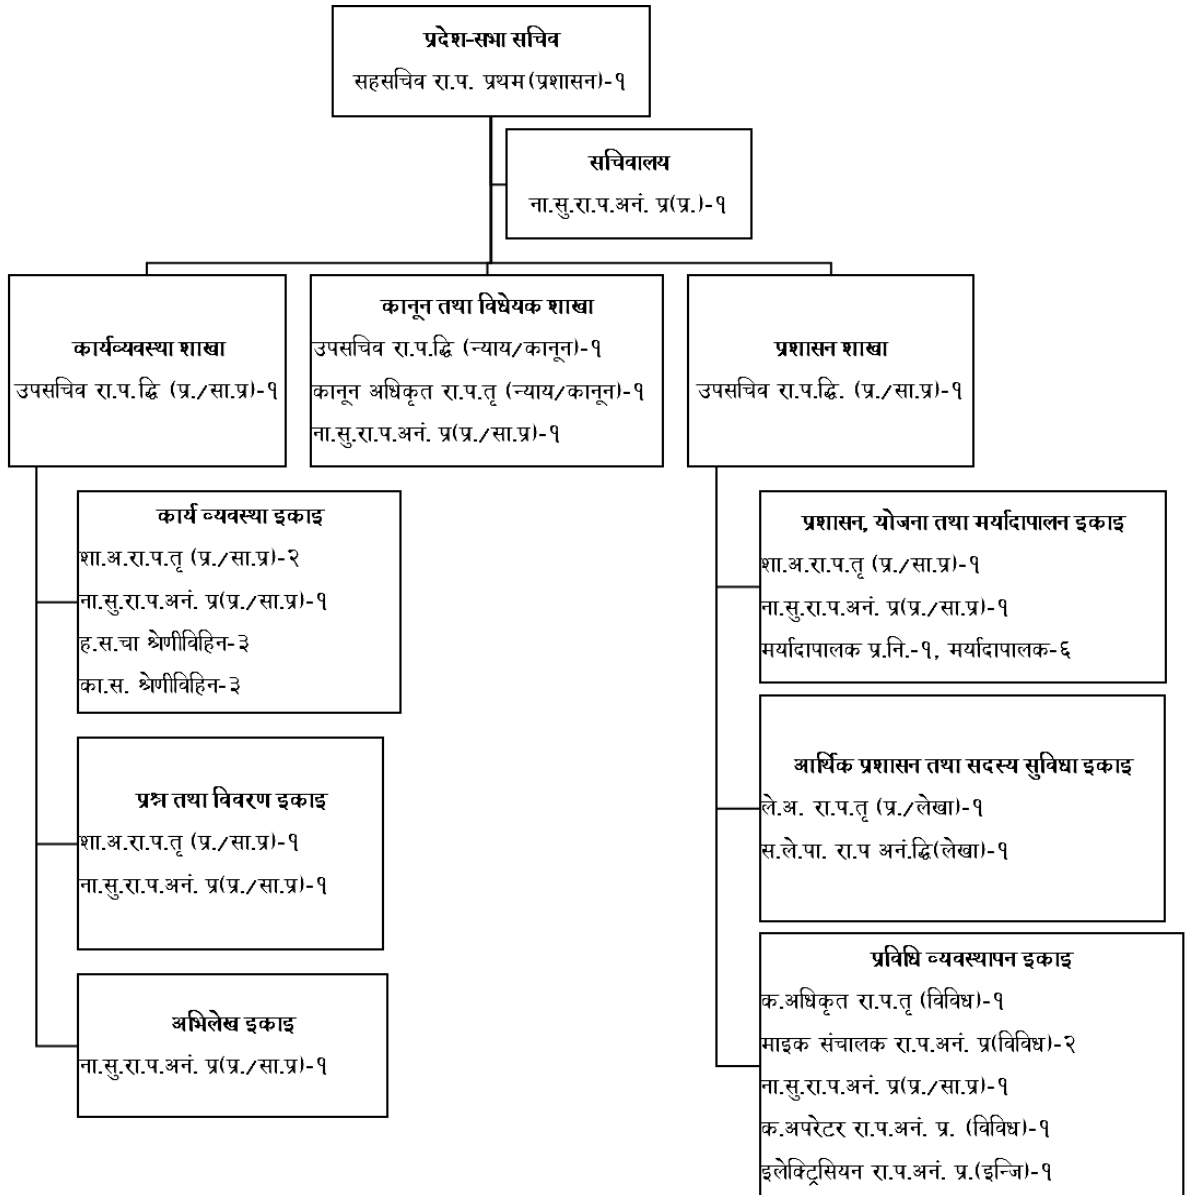 प्रदेश-सभा सचिव
सहसचिव रा.प. प्रथम(प्रशासन)-१
सचिवालय
ना.सु.रा.प.अनं. प्र(प्र.)-१
कार्यव्यवस्था शाखा
उपसचिव रा.प.द्धि (प्र./सा.प्र)-१
कानून तथा विधेयक शाखा
उपसचिव रा.प.द्धि (न्याय/कानून)-१
कानून अधिकृत रा.प.तृ (न्याय/कानून)-१
ना.सु.रा.प.अनं. प्र(प्र./सा.प्र)-१
प्रशासन शाखा
उपसचिव रा.प.द्धि. (प्र./सा.प्र)-१
कार्य व्यवस्था इकाइ
शा.अ.रा.प.तृ (प्र./सा.प्र)-२
ना.सु.रा.प.अनं. प्र(प्र./सा.प्र)-१
ह.स.चा श्रेणीविहिन-३
का.स. श्रेणीविहिन-३
प्रश्न तथा विवरण इकाइ
शा.अ.रा.प.तृ (प्र./सा.प्र)-१
ना.सु.रा.प.अनं. प्र(प्र./सा.प्र)-१
अभिलेख इकाइ
ना.सु.रा.प.अनं. प्र(प्र./सा.प्र)-१
प्रशासन, योजना तथा मर्यादापालन इकाइ
शा.अ.रा.प.तृ (प्र./सा.प्र)-१
ना.सु.रा.प.अनं. प्र(प्र./सा.प्र)-१
मर्यादापालक प्र.नि.-१, मर्यादापालक-६
आर्थिक प्रशासन तथा सदस्य सुविधा इकाइ
ले.अ. रा.प.तृ (प्र./लेखा)-१
स.ले.पा. रा.प अनं.द्धि(लेखा)-१
प्रविधि व्यवस्थापन इकाइ
क.अधिकृत रा.प.तृ (विविध)-१
माइक संचालक रा.प.अनं. प्र(विविध)-२
ना.सु.रा.प.अनं. प्र(प्र./सा.प्र)-१
क.अपरेटर रा.प.अनं. प्र. (विविध)-१
इलेक्ट्रिसियन रा.प.अनं. प्र.(इन्जि)-१